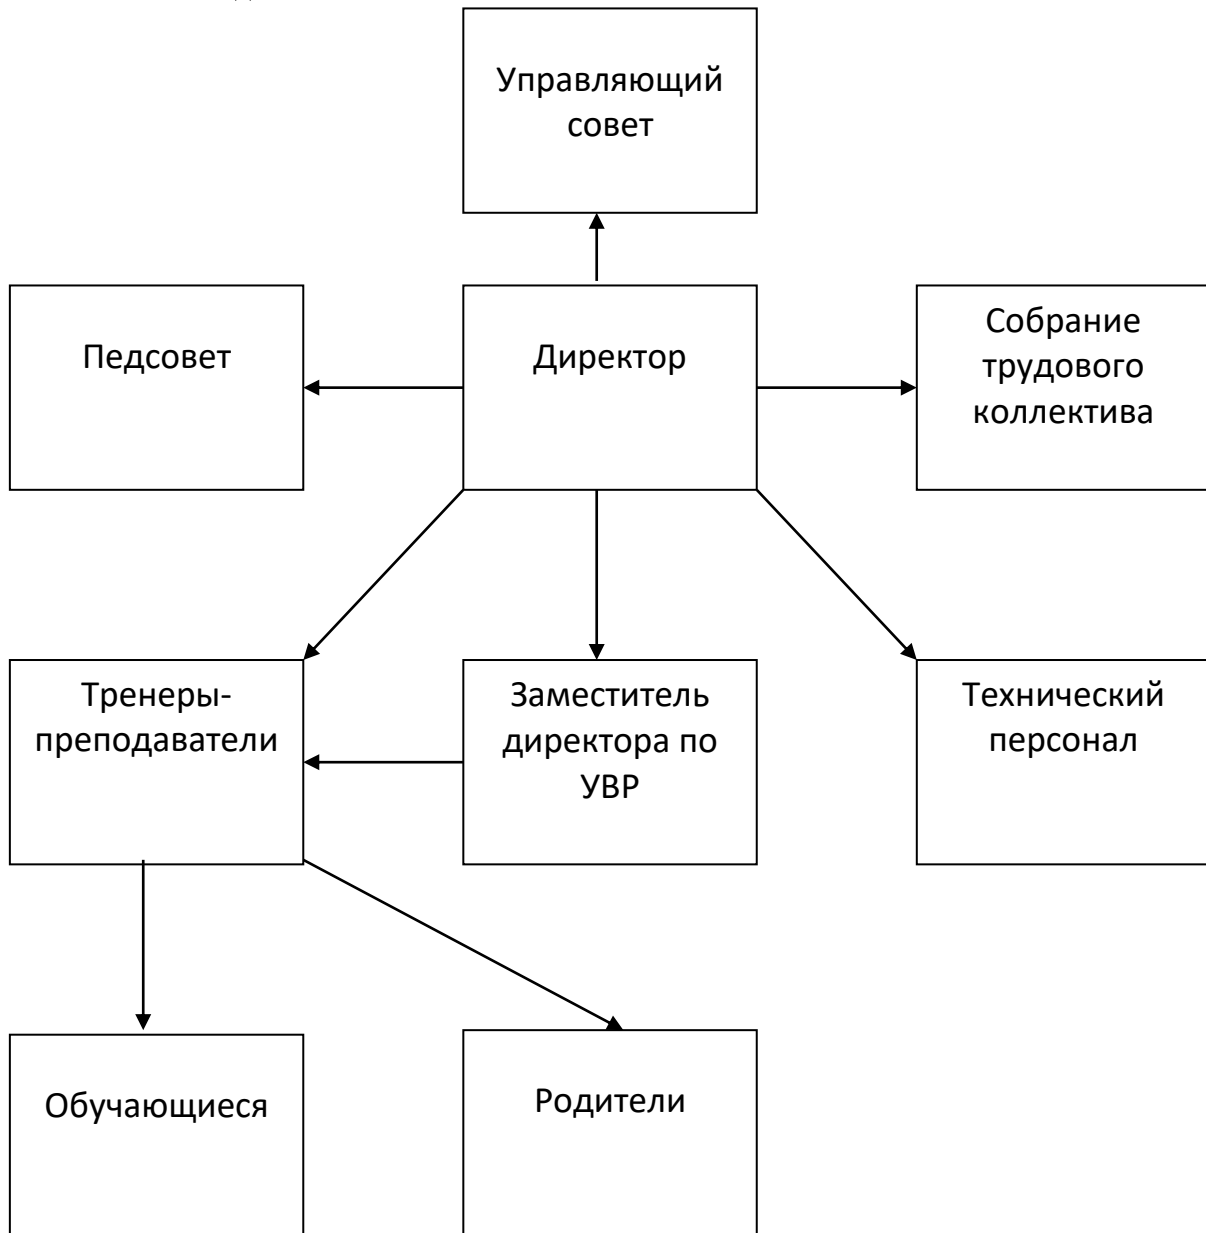 Управляющий
совет
Педсовет
Директор
Собрание
трудового
коллектива
Тренеры-
преподаватели
Заместитель
директора по
УВР
Технический
персонал
Обучающиеся
Родители